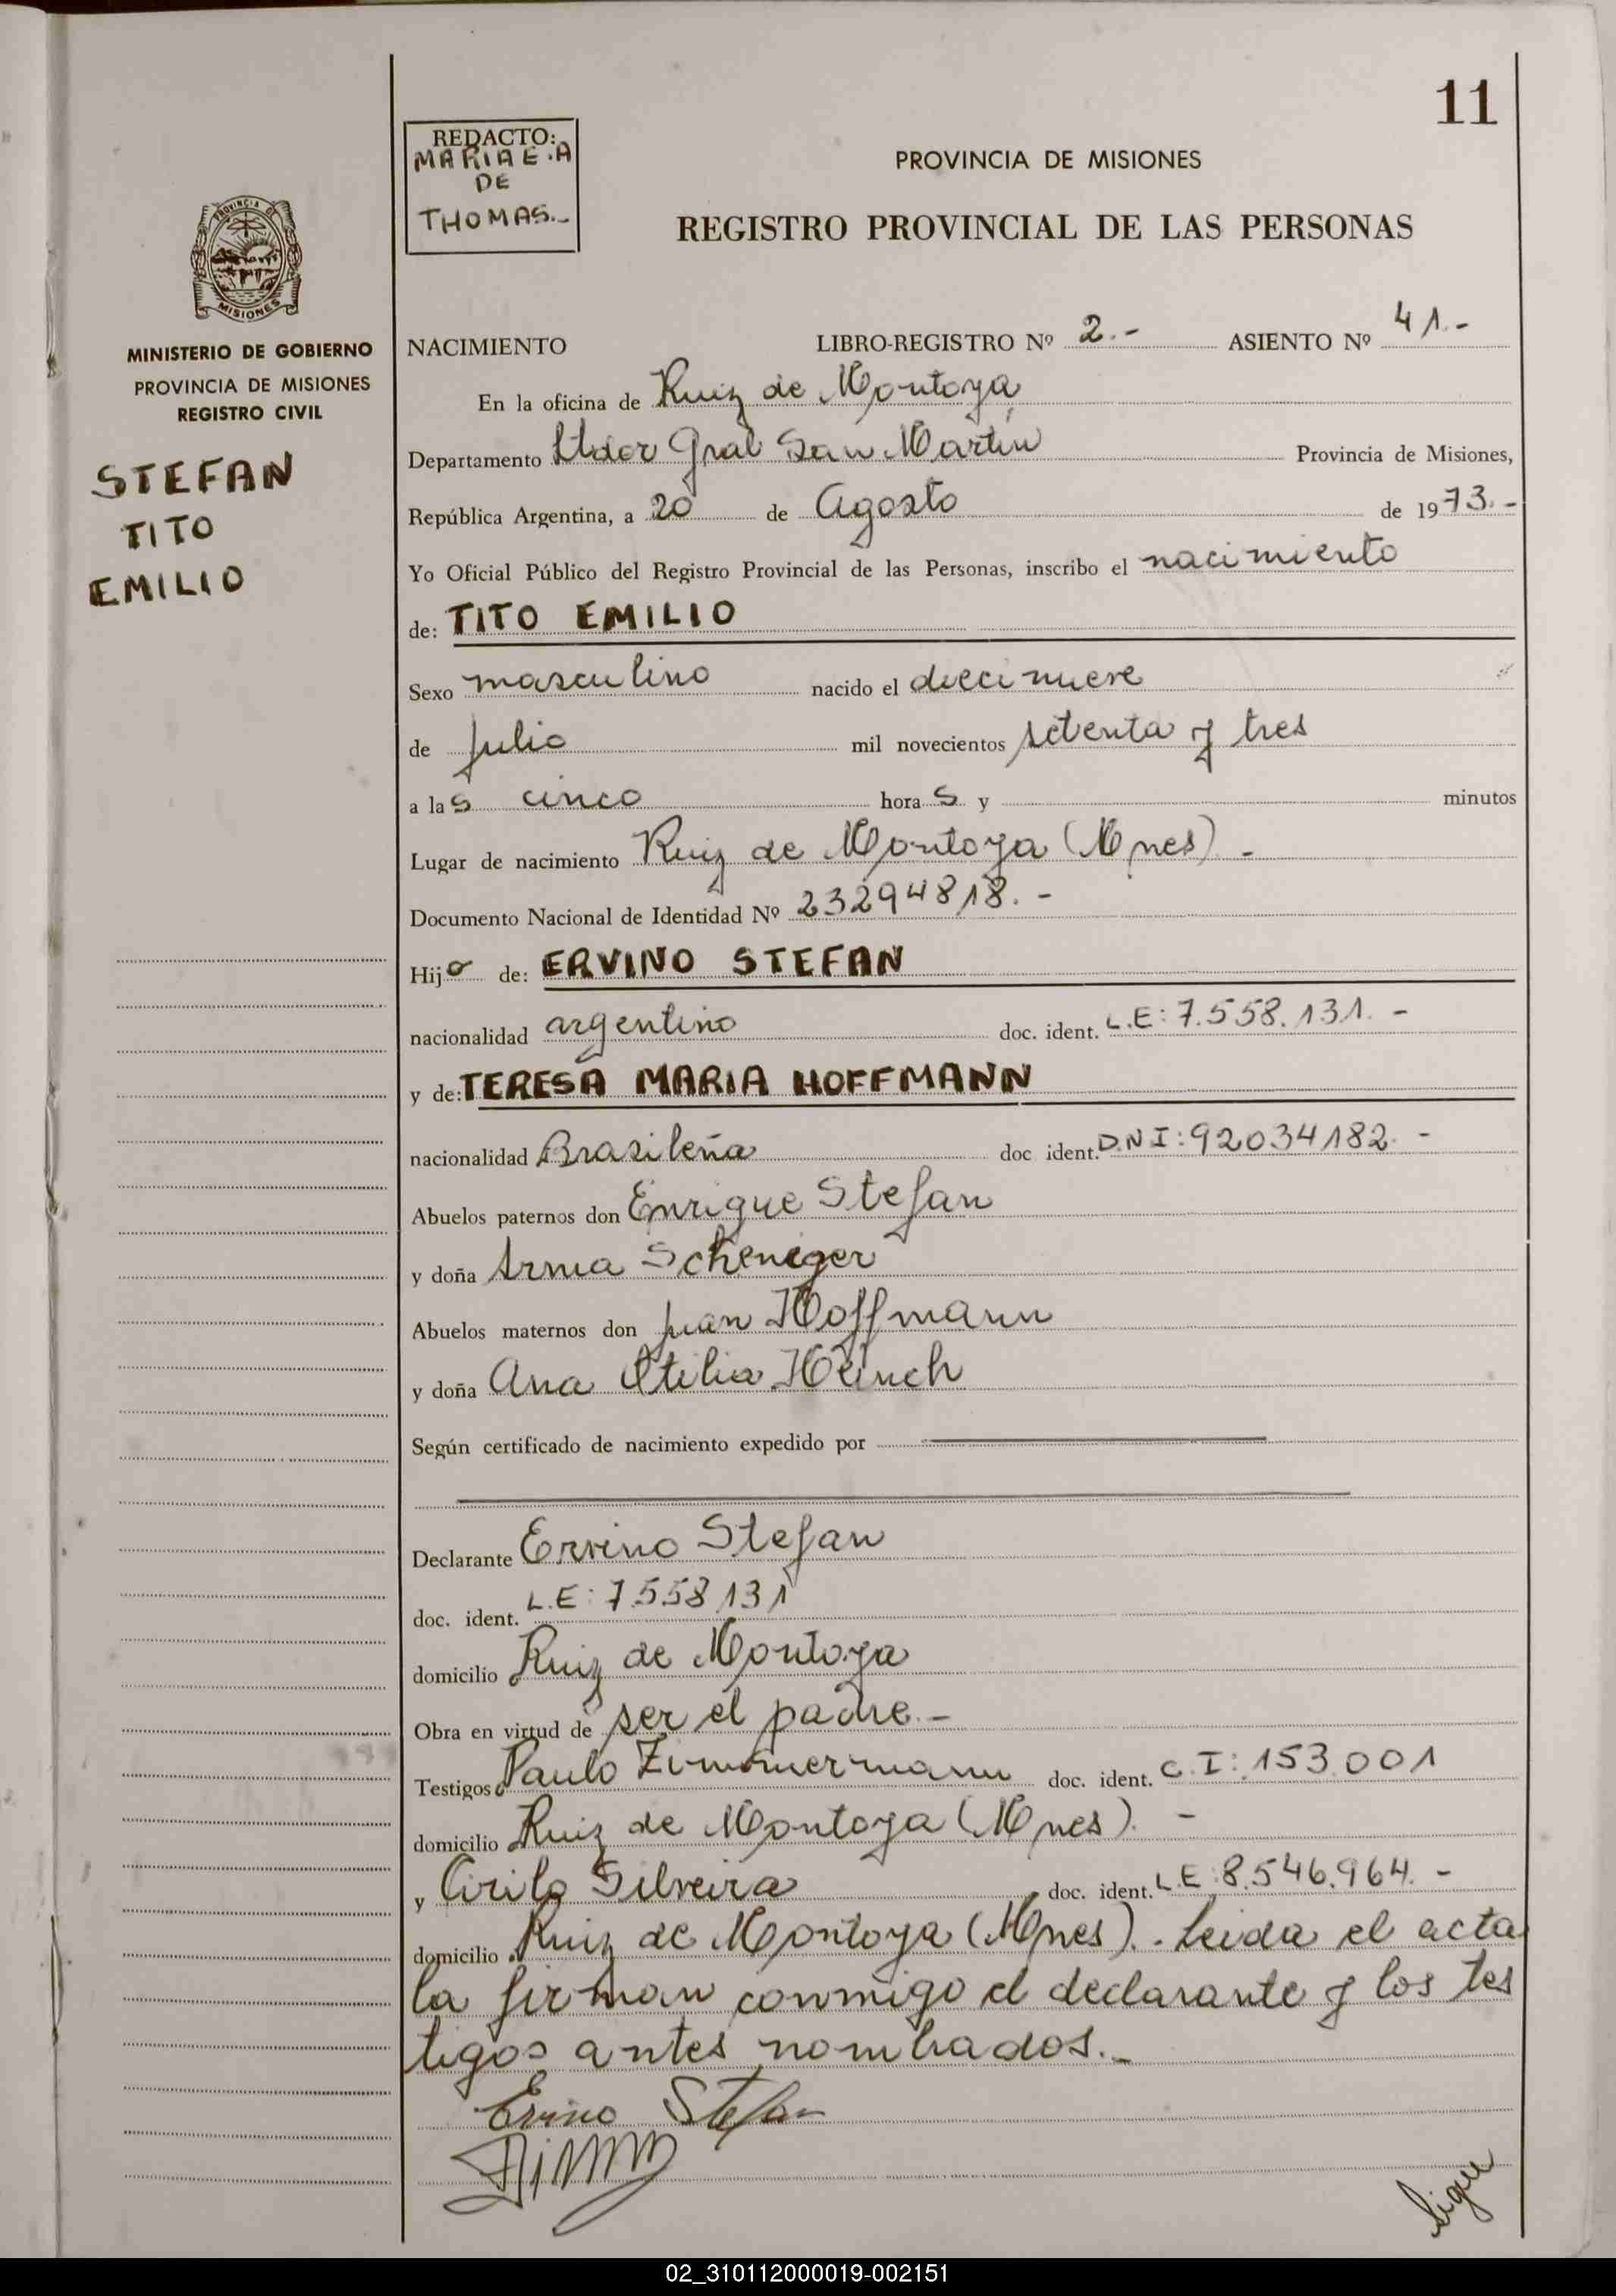 11
REDACTO:
MARIA E.A
DE
THOMAS.-
PROVINCIA DE MISIONES
REGISTRO PROVINCIAL DE LAS PERSONAS
PROVINCIA DE
MISIONES
MINISTERIO DE GOBIERNO
PROVINCIA DE MISIONES
REGISTRO CIVIL
STEFAN
TITO
EMILIO
NACIMIENTO LIBRO-REGISTRO Nº 2.- ASIENTO Nº 41.-
En la oficina de Ruiz de Montoya
Departamento Ltdor Gral San Martín Provincia de Misiones,
República Argentina, a 20 de Agosto de 1973.-
Yo Oficial Público del Registro Provincial de las Personas, inscribo el nacimiento
de: TITO EMILIO
Sexo masculino nacido el diecinueve
de Julio mil novecientos setenta y tres
a las cinco horas y minutos
Lugar de nacimiento Ruiz de Montoya (Mnes).-
Documento Nacional de Identidad Nº 23294818.-
Hijo de: ERVINO STEFAN
nacionalidad argentino doc. ident. L.E: 7.558.131.-
y de: TERESA MARIA HOFFMANN
nacionalidad Brasileña doc ident. D.N I: 92034182.-
Abuelos paternos don Enrique Stefan
y doña Irma
Abuelos maternos don Juan Hoffmann
y doña Ana Otilia
Según certificado de nacimiento expedido por
Declarante Ervino Stefan
doc. ident. L.E: 7.558.131
domicilio Ruiz de Montoya
Obra en virtud de ser el padre.-
Testigos Paulo Zimmermann doc. ident. C.I: 153.001
domicilio Ruiz de Montoya (Mnes).-
y Cirilo Silveira doc. ident. L.E: 8.546.964.-
domicilio Ruiz de Montoya (Mnes).- Leida el acta
la firman conmigo el declarante y los tes
tigos antes nombrados.-
Ervino Stefan
Sigue
02_310112000019-002151